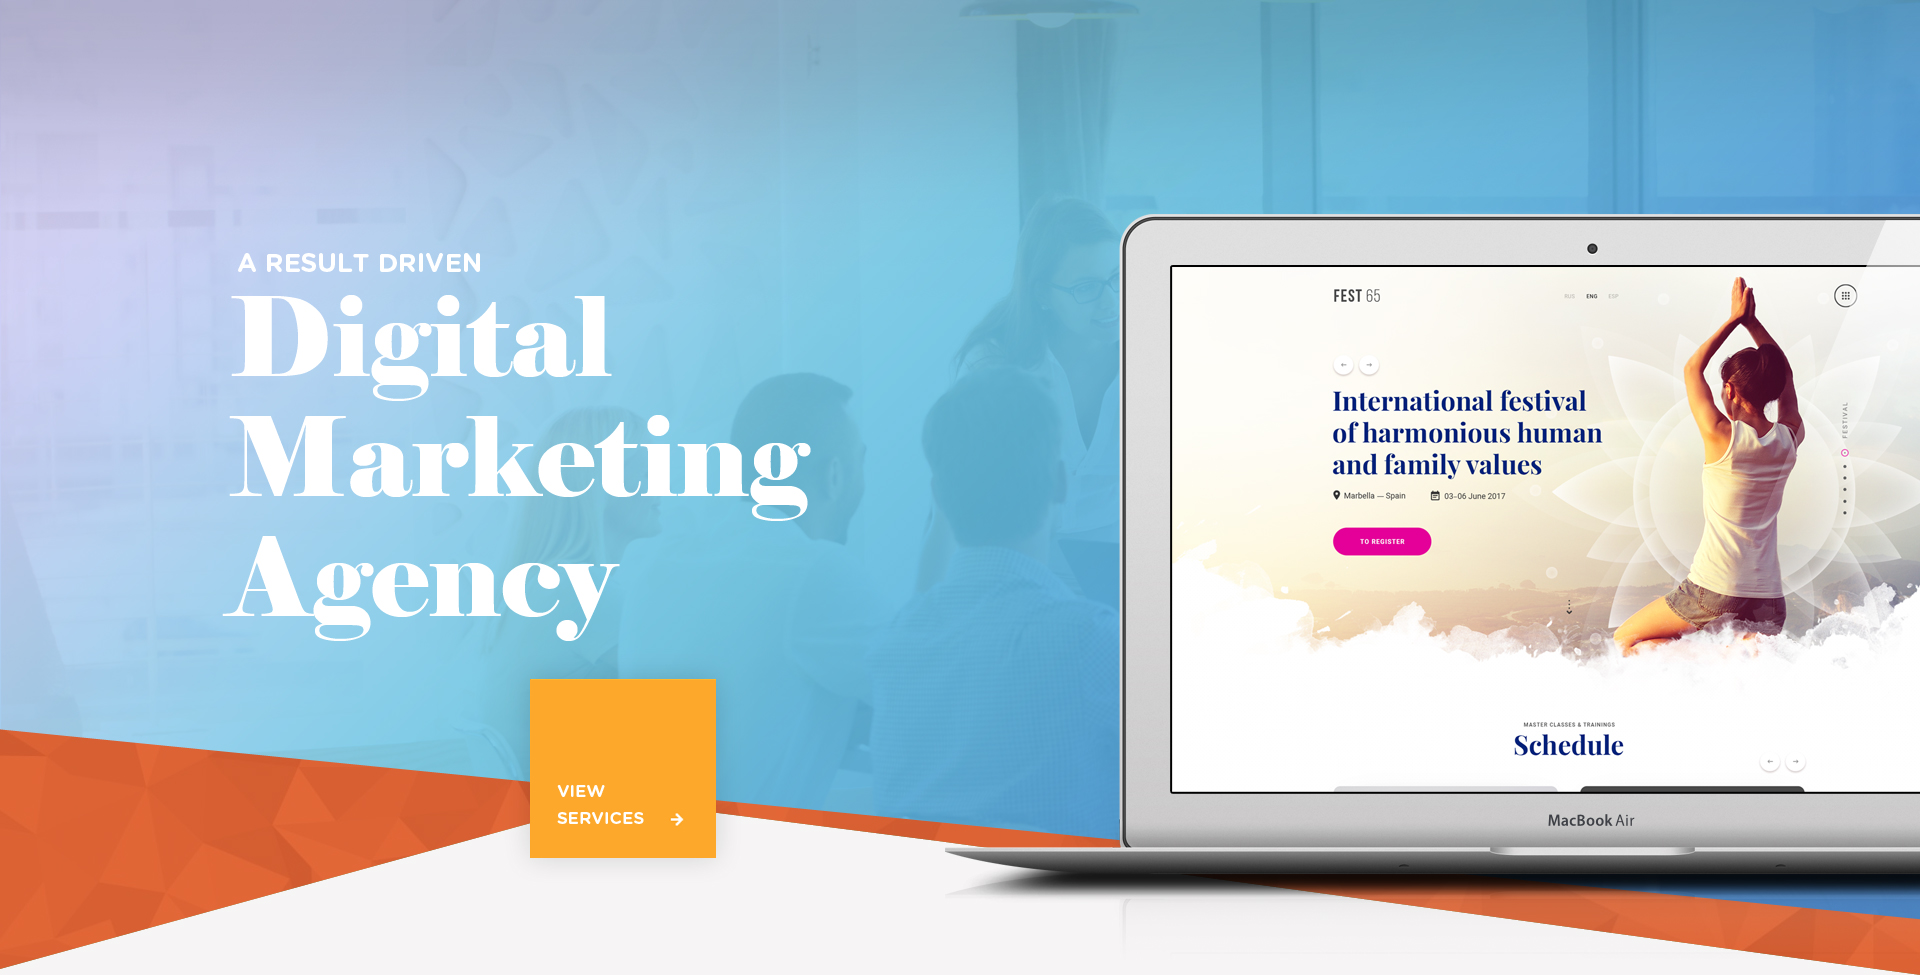 A RESULT DRIVEN
Digital
Marketing
Agency
VIEW
SERVICES
FEST 65
RUS ENG ESP
International festival
of harmonious human
and family values
Marbella — Spain
03-06 June 2017
TO REGISTER
FESTIVAL
MASTER CLASSES & TRAININGS
Schedule
MacBook Air